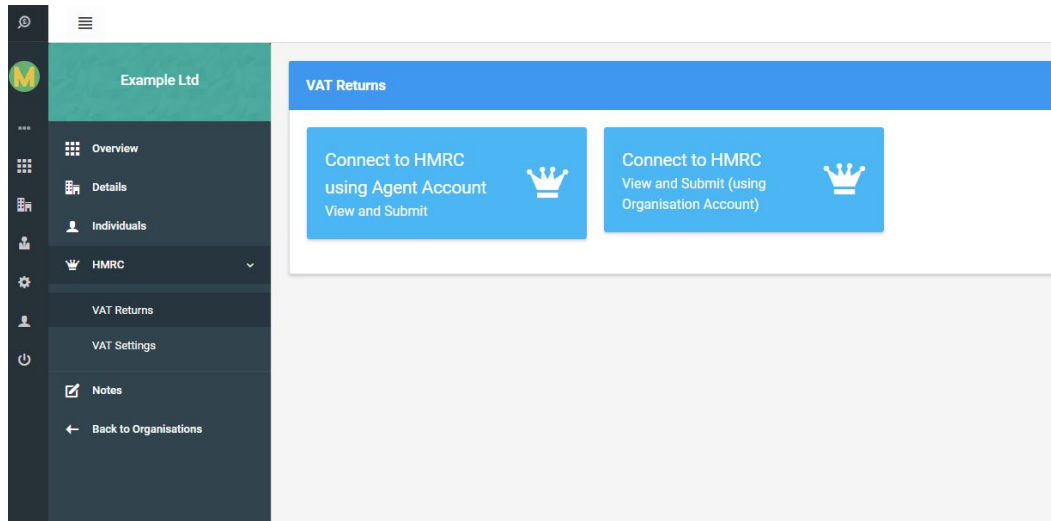 M
Example Ltd
Overview
Details
Individuals
HMRC
VAT Returns
VAT Settings
Notes
Back to Organisations
VAT Returns
Connect to HMRC
using Agent Account
View and Submit
Connect to HMRC
View and Submit (using
Organisation Account)